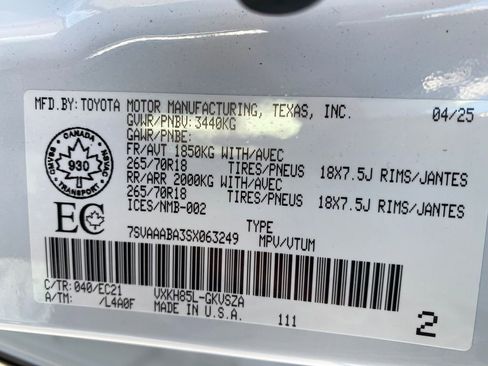 MFD.BY: TOYOTA MOTOR MANUFACTURING, TEXAS, INC. 04/25
GVWR/PNBV: 3440KG
GAWR/PNBE:
FR/AVT 1850KG WITH/AVEC
265/70R18 TIRES/PNEUS 18X7.5J RIMS/JANTES
RR/ARR 2000KG WITH/AVEC
265/70R18 TIRES/PNEUS 18X7.5J RIMS/JANTES
ICES/NMB-002
CANADA
930
TRANSPORT
CMVSS
NSVAC
EC
TYPE
7SVAAABA3SX063249 MPV/VTUM
C/TR: 040/EC21 VXKH85L-GKVSZA
A/TM: /L4A0F MADE IN U.S.A. 111
2